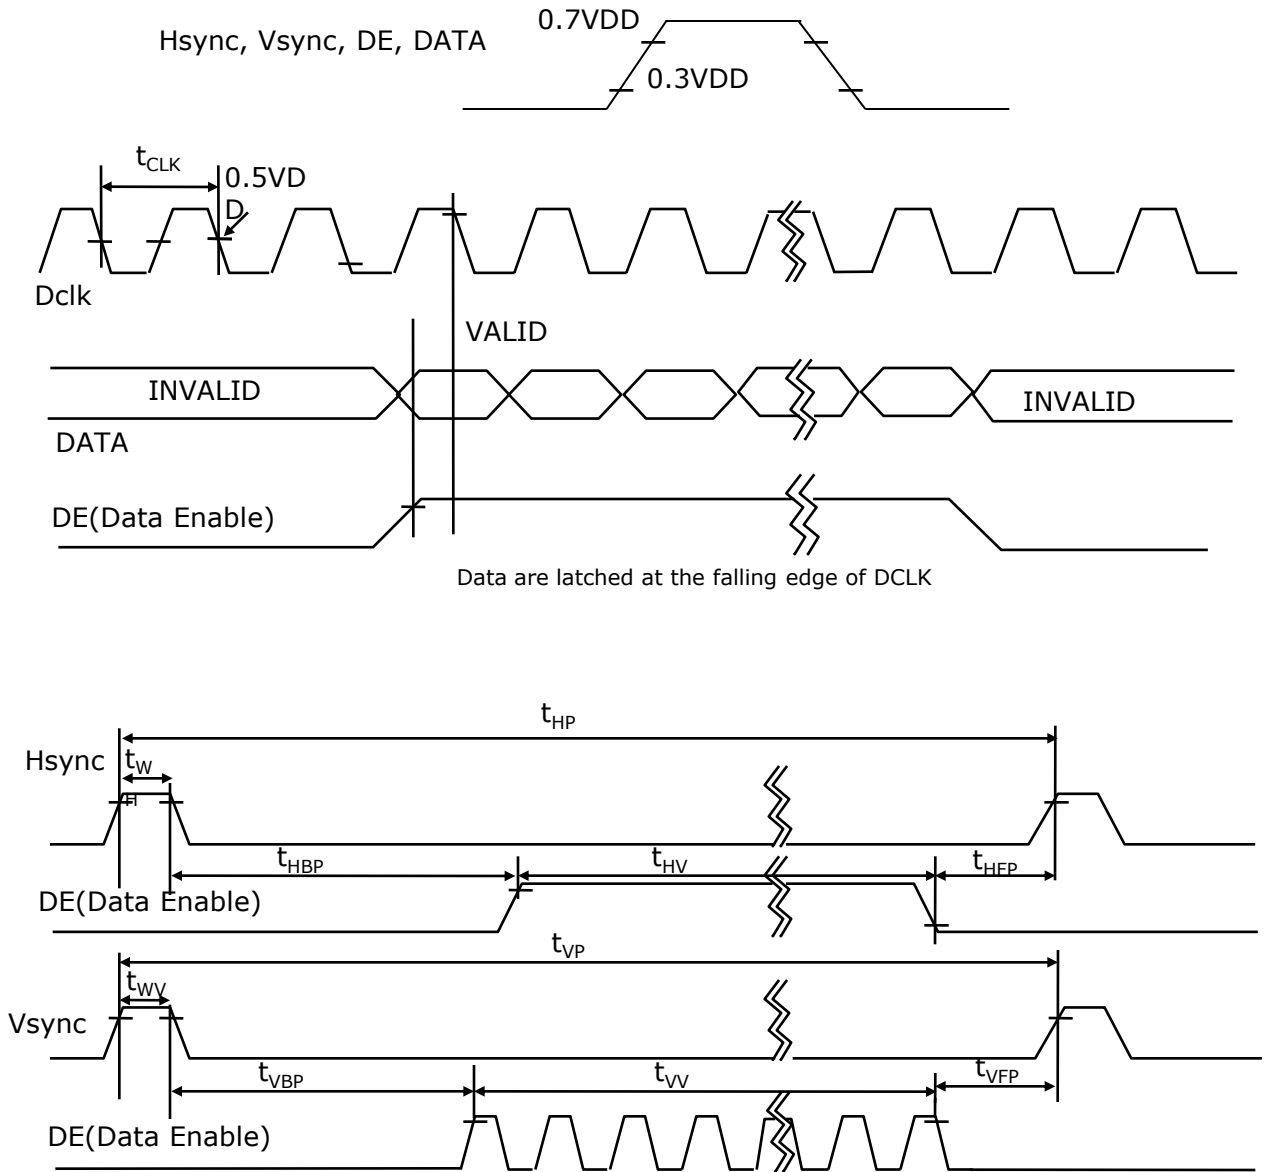 0.7VDD
Hsync, Vsync, DE, DATA
0.3VDD
tCLK
0.5VD
D
Dclk
VALID
INVALID
INVALID
DATA
DE(Data Enable)
Data are latched at the falling edge of DCLK
tHP
Hsync
tW
H
tHBP
tHV
tHFP
DE(Data Enable)
tVP
tWV
Vsync
tVBP
tVV
tVFP
DE(Data Enable)